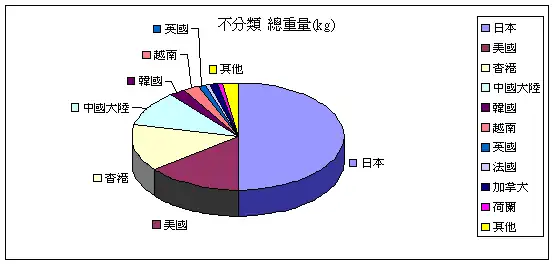 不分類 總重量(kg)
英國
越南
韓國
其他
中國大陸
香港
美國
日本
日本
美國
香港
中國大陸
韓國
越南
英國
法國
加拿大
荷蘭
其他